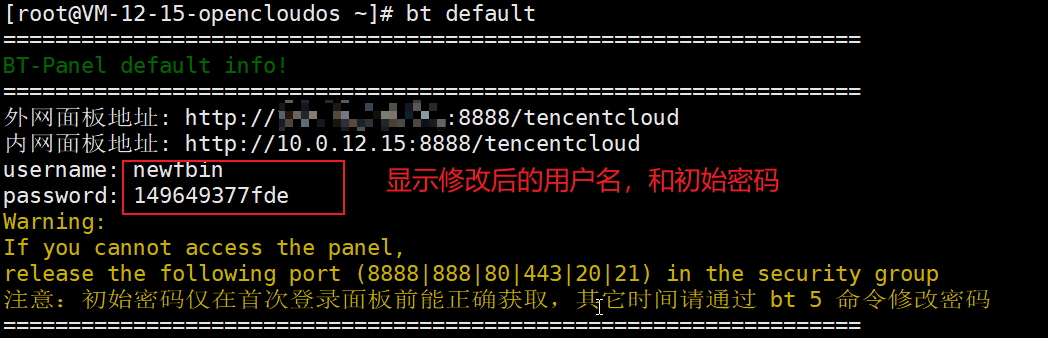 [root@VM-12-15-opencloudos ~]# bt default
==================================================================
BT-Panel default info!
==================================================================
外网面板地址: http://:8888/tencentcloud
内网面板地址: http://10.0.12.15:8888/tencentcloud
username: newfbin
password: 149649377fde
显示修改后的用户名，和初始密码
Warning:
If you cannot access the panel,
release the following port (8888|888|80|443|20|21) in the security group
注意：初始密码仅在首次登录面板前能正确获取，其它时间请通过 bt 5 命令修改密码
==================================================================